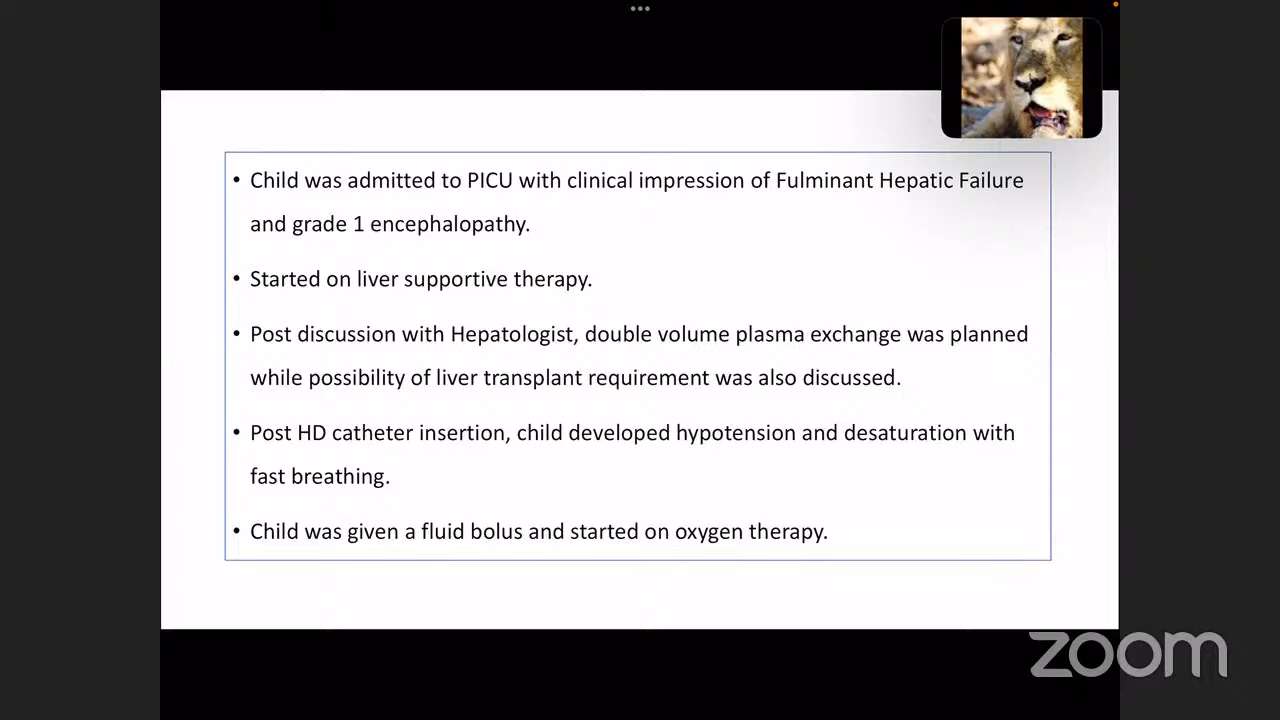 • Child was admitted to PICU with clinical impression of Fulminant Hepatic Failure
and grade 1 encephalopathy.
• Started on liver supportive therapy.
• Post discussion with Hepatologist, double volume plasma exchange was planned
while possibility of liver transplant requirement was also discussed.
• Post HD catheter insertion, child developed hypotension and desaturation with
fast breathing.
• Child was given a fluid bolus and started on oxygen therapy.
zoom